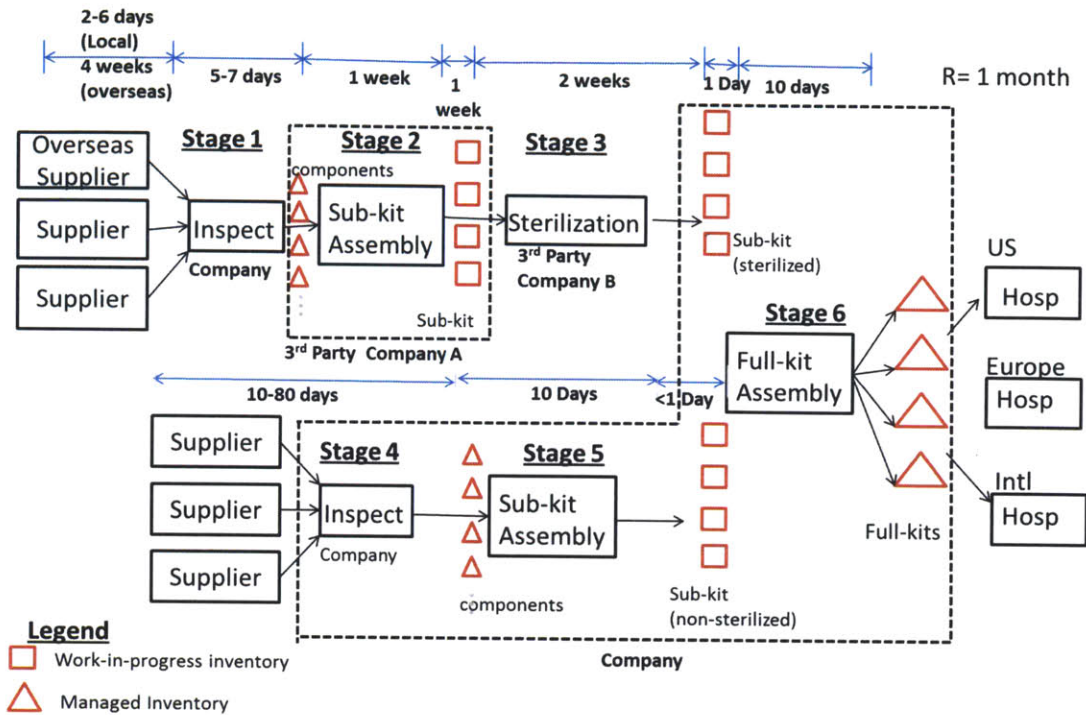 2-6 days
(Local)
4 weeks
(overseas)
5-7 days
1 week
1
week
2 weeks
1 Day
10 days
R= 1 month
Overseas
Supplier
Supplier
Supplier
Stage 1
Inspect
Company
Stage 2
components
Sub-kit
Assembly
Sub-kit
3rd Party Company A
Stage 3
Sterilization
3rd Party
Company B
Sub-kit
(sterilized)
Stage 6
Full-kit
Assembly
US
Hosp
Europe
Hosp
Intl
Hosp
Full-kits
10-80 days
10 Days
<1 Day
Supplier
Supplier
Supplier
Stage 4
Inspect
Company
Stage 5
Sub-kit
Assembly
components
Sub-kit
(non-sterilized)
Company
Legend
Work-in-progress inventory
Managed Inventory